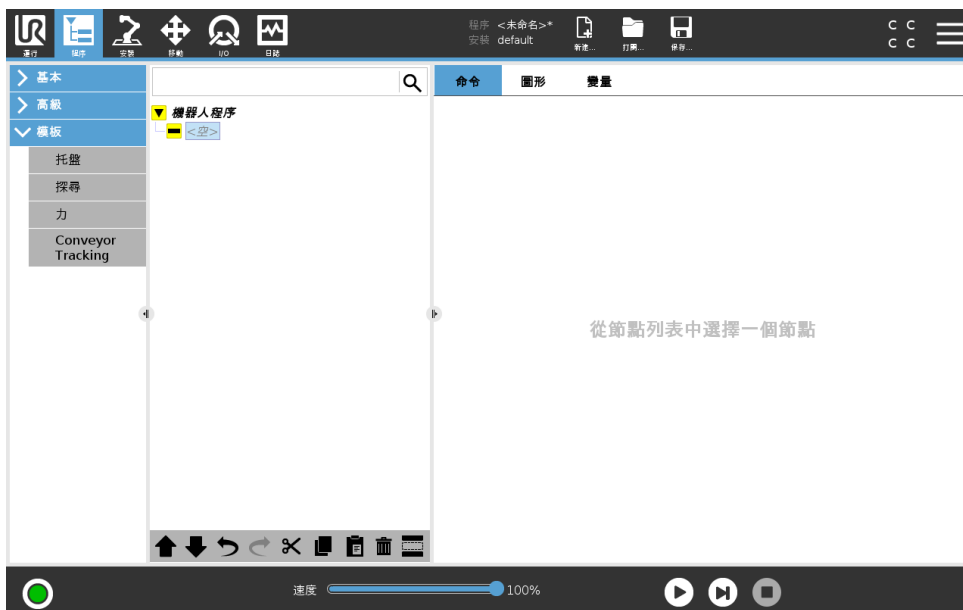 UR
運行
程序
安裝
移動
I/O
日誌
程序 <未命名>*
安裝 default
新建...
打開...
保存...
C C
C C
基本
高級
模板
托盤
探尋
力
Conveyor
Tracking
機器人程序
<空>
命令
圖形
變量
從節點列表中選擇一個節點
速度
100%